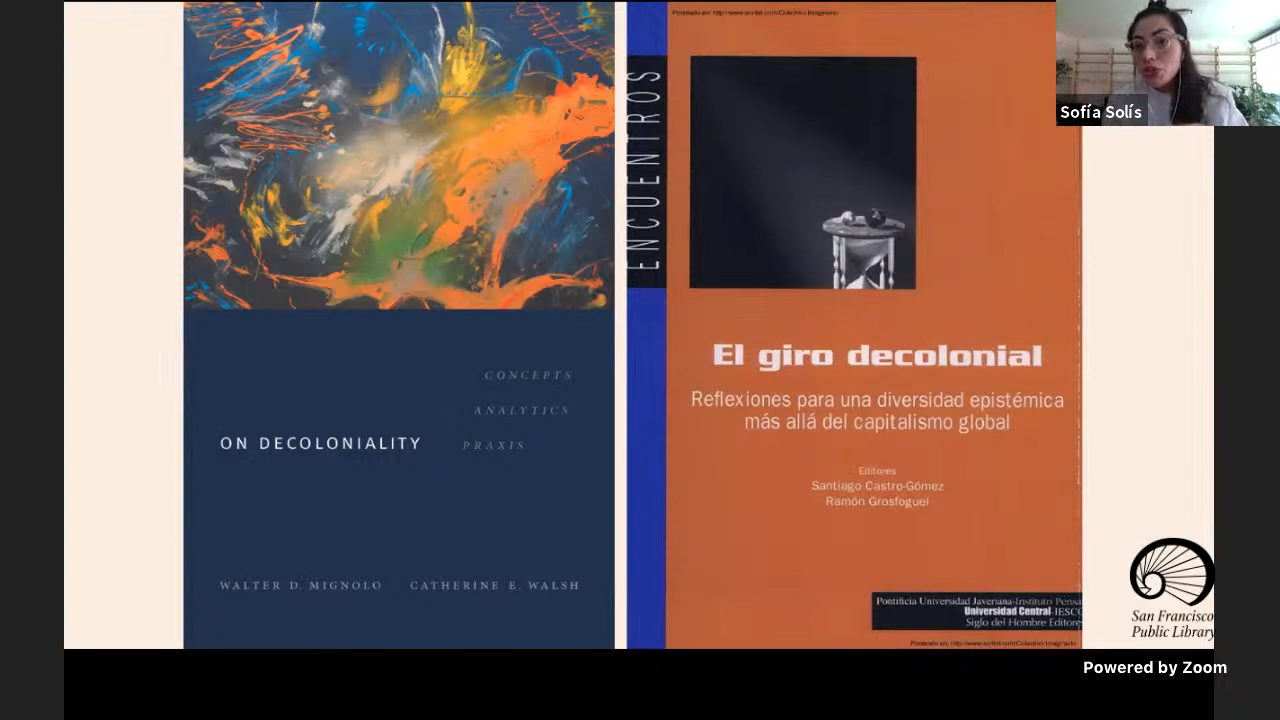 CONCEPTS
ANALYTICS
ON DECOLONIALITY PRAXIS
WALTER D. MIGNOLO CATHERINE E. WALSH
ENCUENTROS
El giro decolonial
Reflexiones para una diversidad epistémica
más allá del capitalismo global
Editores
Santiago Castro-Gómez
Ramón Grosfoguel
Pontificia Universidad Javeriana-Instituto Pensa
Universidad Central-IESCO
Siglo del Hombre Editore
Sofía Solís
San Francisco
Public Library
Powered by Zoom